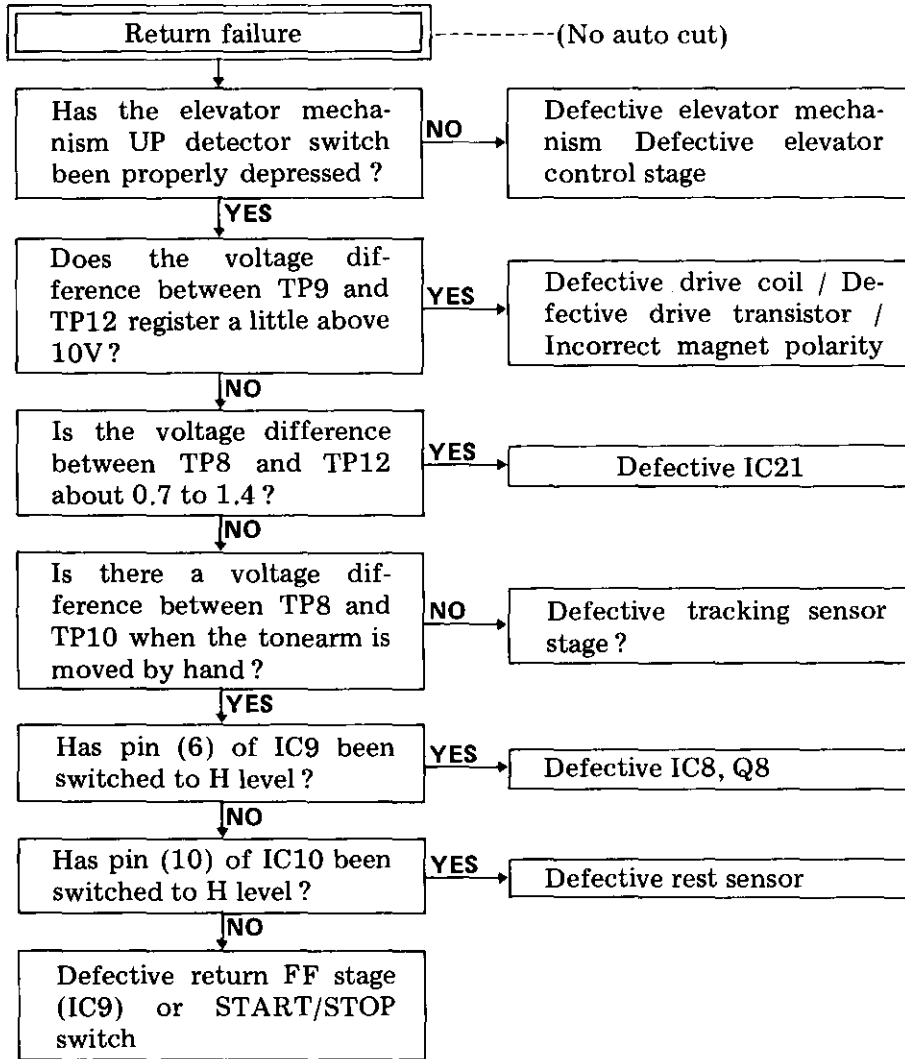 Return failure
(No auto cut)
Has the elevator mecha-
nism UP detector switch
been properly depressed ?
NO
Defective elevator mecha-
nism Defective elevator
control stage
YES
Does the voltage dif-
ference between TP9 and
TP12 register a little above
10V ?
YES
Defective drive coil / De-
fective drive transistor /
Incorrect magnet polarity
NO
Is the voltage difference
between TP8 and TP12
about 0.7 to 1.4 ?
YES
Defective IC21
NO
Is there a voltage dif-
ference between TP8 and
TP10 when the tonearm is
moved by hand ?
NO
Defective tracking sensor
stage ?
YES
Has pin (6) of IC9 been
switched to H level ?
YES
Defective IC8, Q8
NO
Has pin (10) of IC10 been
switched to H level ?
YES
Defective rest sensor
NO
Defective return FF stage
(IC9) or START/STOP
switch